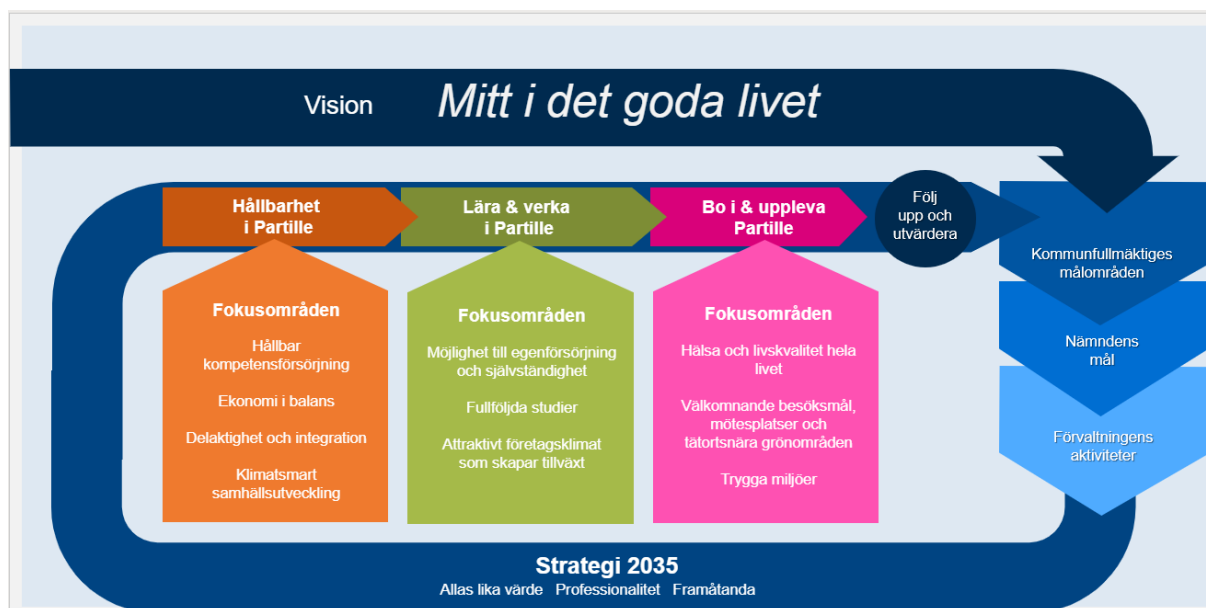 Vision Mitt i det goda livet
Hållbarhet
i Partille
Lära & verka
i Partille
Bo i & uppleva
Partille
Följ
upp och
utvärdera
Kommunfullmäktiges
målområden
Nämndens
mål
Förvaltningens
aktiviteter
Fokusområden
Hållbar
kompetensförsörjning
Ekonomi i balans
Delaktighet och integration
Klimatsmart
samhällsutveckling
Fokusområden
Möjlighet till egenförsörjning
och självständighet
Fullföljda studier
Attraktivt företagsklimat
som skapar tillväxt
Fokusområden
Hälsa och livskvalitet hela
livet
Välkomnande besöksmål,
mötesplatser och
tätortsnära grönområden
Trygga miljöer
Strategi 2035
Allas lika värde Professionalitet Framåtanda